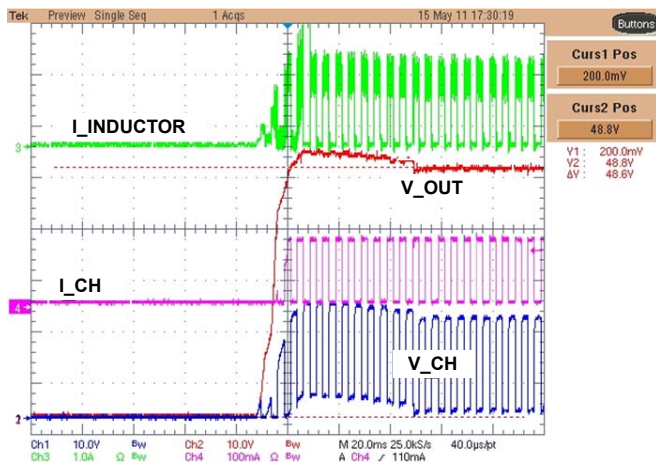 Tek Preview Single Seq 1 Acqs 15 May 11 17:30:19
Buttons
Curs1 Pos
200.0mV
Curs2 Pos
48.8V
V1: 200.0mV
V2: 48.8V
ΔV: 48.6V
I_INDUCTOR
3
V_OUT
I_CH
4
V_CH
2
Ch1 10.0V Bw Ch2 10.0V Bw M 20.0ms 25.0kS/s 40.0µs/pt
Ch3 1.0A Ω Bw Ch4 100mA Ω Bw A Ch4 ∕ 110mA